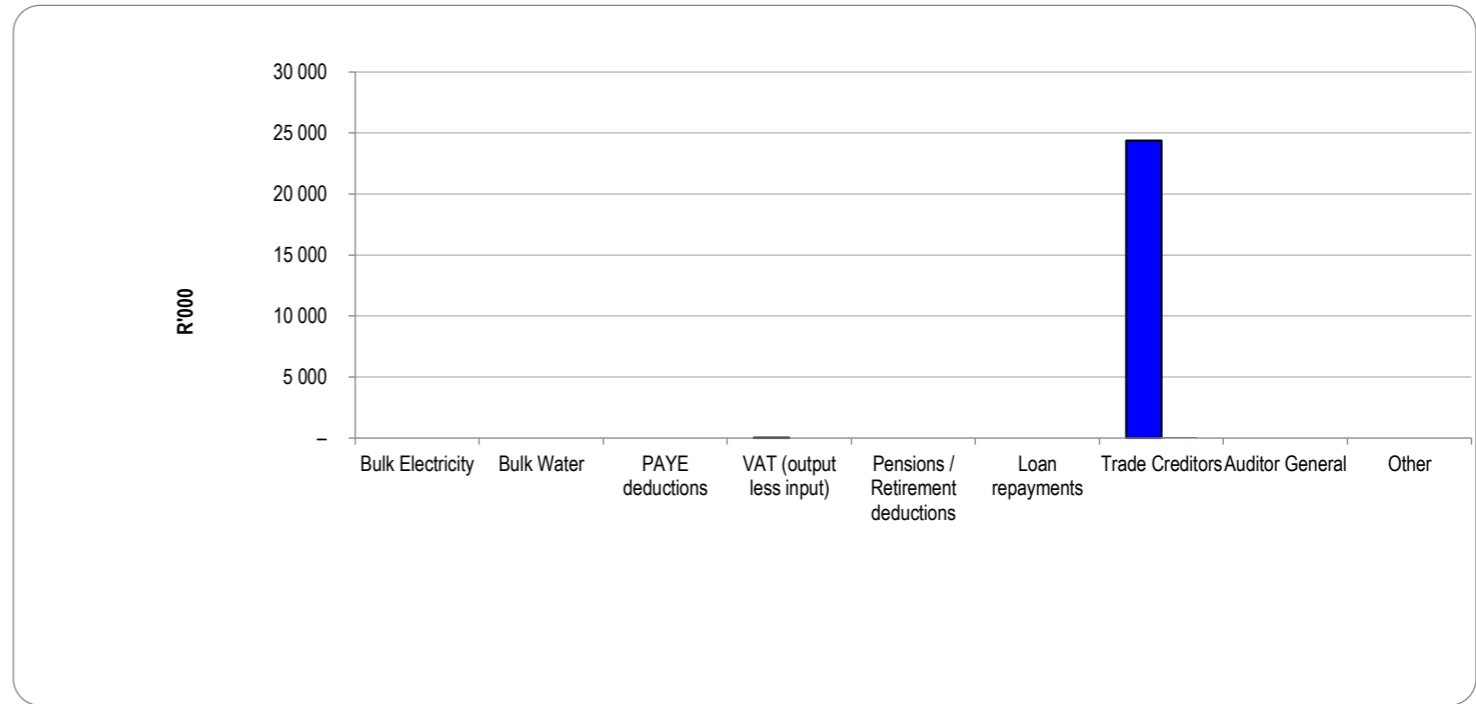 30 000
25 000
20 000
15 000
10 000
5 000
–
R'000
Bulk Electricity
Bulk Water
PAYE
deductions
VAT (output
less input)
Pensions /
Retirement
deductions
Loan
repayments
Trade Creditors
Auditor General
Other